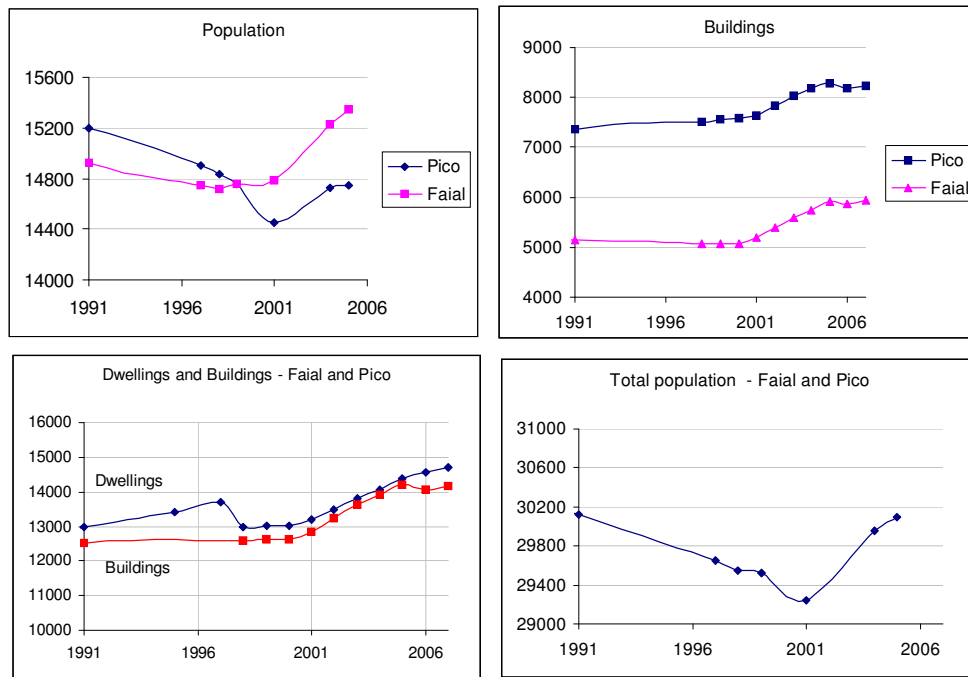 Population
15600
15200
14800
14400
14000
1991 1996 2001 2006
Pico
Faial
Buildings
9000
8000
7000
6000
5000
4000
1991 1996 2001 2006
Pico
Faial
Dwellings and Buildings - Faial and Pico
16000
15000
14000
13000
12000
11000
10000
Dwellings
Buildings
1991 1996 2001 2006
Total population - Faial and Pico
31000
30600
30200
29800
29400
29000
1991 1996 2001 2006